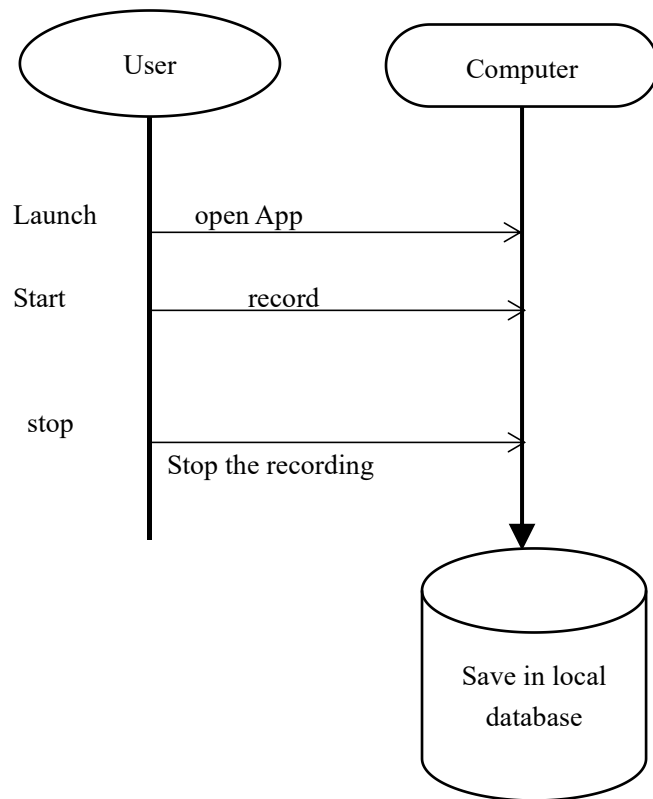 User
Computer
Launch
open App
Start
record
stop
Stop the recording
Save in local
database